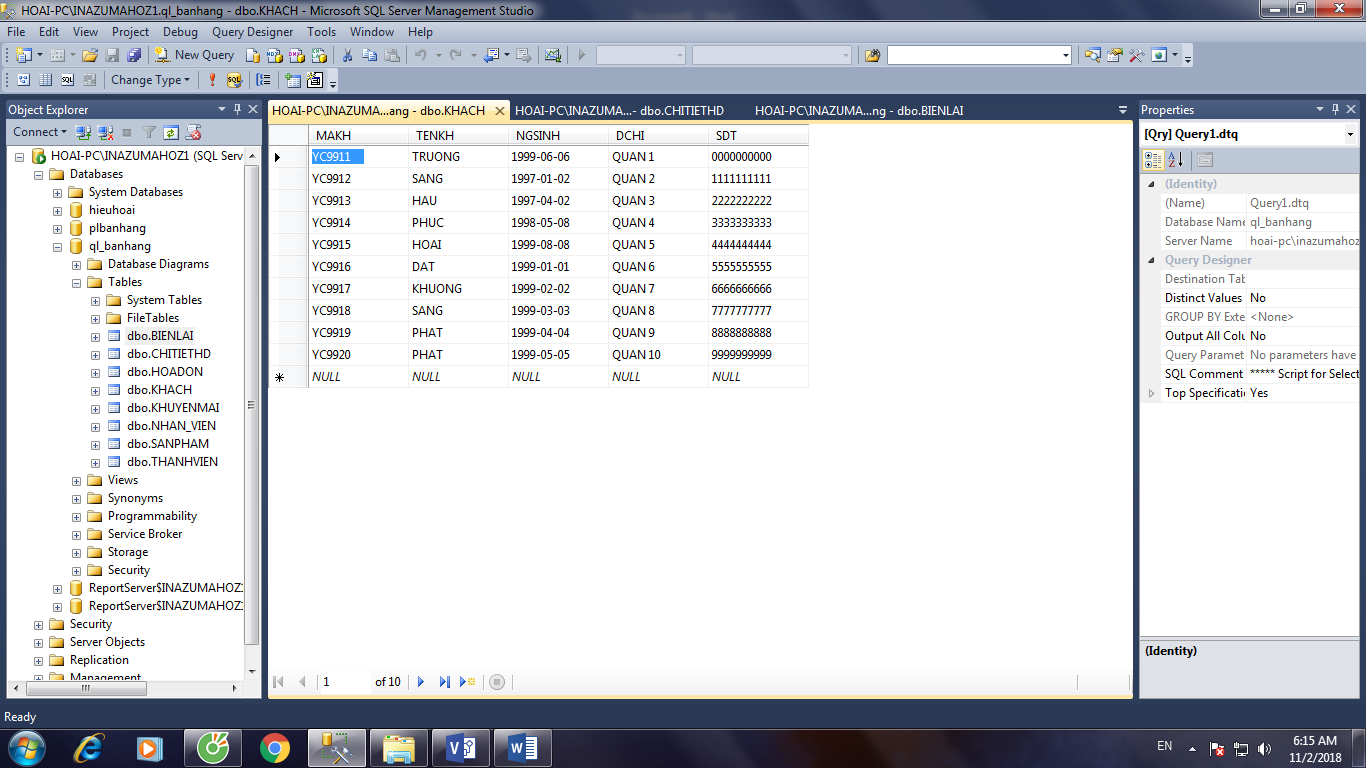 HOAI-PC\INAZUMAHOZ1.ql_banhang - dbo.KHACH - Microsoft SQL Server Management Studio
File Edit View Project Debug Query Designer Tools Window Help
New Query
Change Type
Object Explorer
Connect
HOAI-PC\INAZUMAHOZ1 (SQL Serv
Databases
System Databases
hieuhoai
plbanhang
ql_banhang
Database Diagrams
Tables
System Tables
FileTables
dbo.BIENLAI
dbo.CHITIETHD
dbo.HOADON
dbo.KHACH
dbo.KHUYENMAI
dbo.NHAN_VIEN
dbo.SANPHAM
dbo.THANHVIEN
Views
Synonyms
Programmability
Service Broker
Storage
Security
ReportServer$INAZUMAHOZ1
ReportServer$INAZUMAHOZ1
Security
Server Objects
Replication
Management
HOAI-PC\INAZUMA...ang - dbo.KHACH HOAI-PC\INAZUMA...- dbo.CHITIETHD HOAI-PC\INAZUMA...ng - dbo.BIENLAI
MAKH TENKH NGSINH DCHI SDT
YC9911 TRUONG 1999-06-06 QUAN 1 0000000000
YC9912 SANG 1997-01-02 QUAN 2 1111111111
YC9913 HAU 1997-04-02 QUAN 3 2222222222
YC9914 PHUC 1998-05-08 QUAN 4 3333333333
YC9915 HOAI 1999-08-08 QUAN 5 4444444444
YC9916 DAT 1999-01-01 QUAN 6 5555555555
YC9917 KHUONG 1999-02-02 QUAN 7 6666666666
YC9918 SANG 1999-03-03 QUAN 8 7777777777
YC9919 PHAT 1999-04-04 QUAN 9 8888888888
YC9920 PHAT 1999-05-05 QUAN 10 9999999999
NULL NULL NULL NULL NULL
1 of 10
Properties
[Qry] Query1.dtq
(Identity)
(Name) Query1.dtq
Database Name ql_banhang
Server Name hoai-pc\inazumahoz
Query Designer
Destination Tab
Distinct Values No
GROUP BY Exte <None>
Output All Colu No
Query Paramet No parameters have
SQL Comment ***** Script for Select
Top Specificati Yes
(Identity)
Ready
EN 6:15 AM
11/2/2018